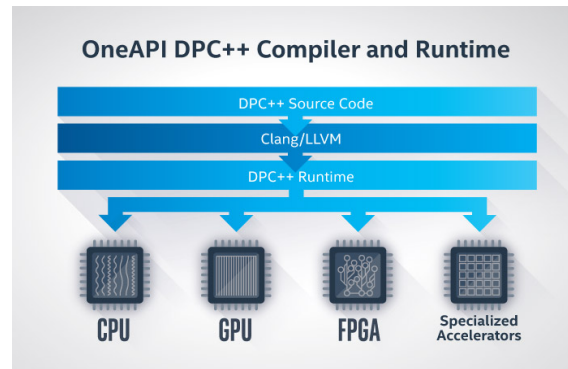 OneAPI DPC++ Compiler and Runtime
DPC++ Source Code
Clang/LLVM
DPC++ Runtime
CPU
GPU
FPGA
Specialized
Accelerators